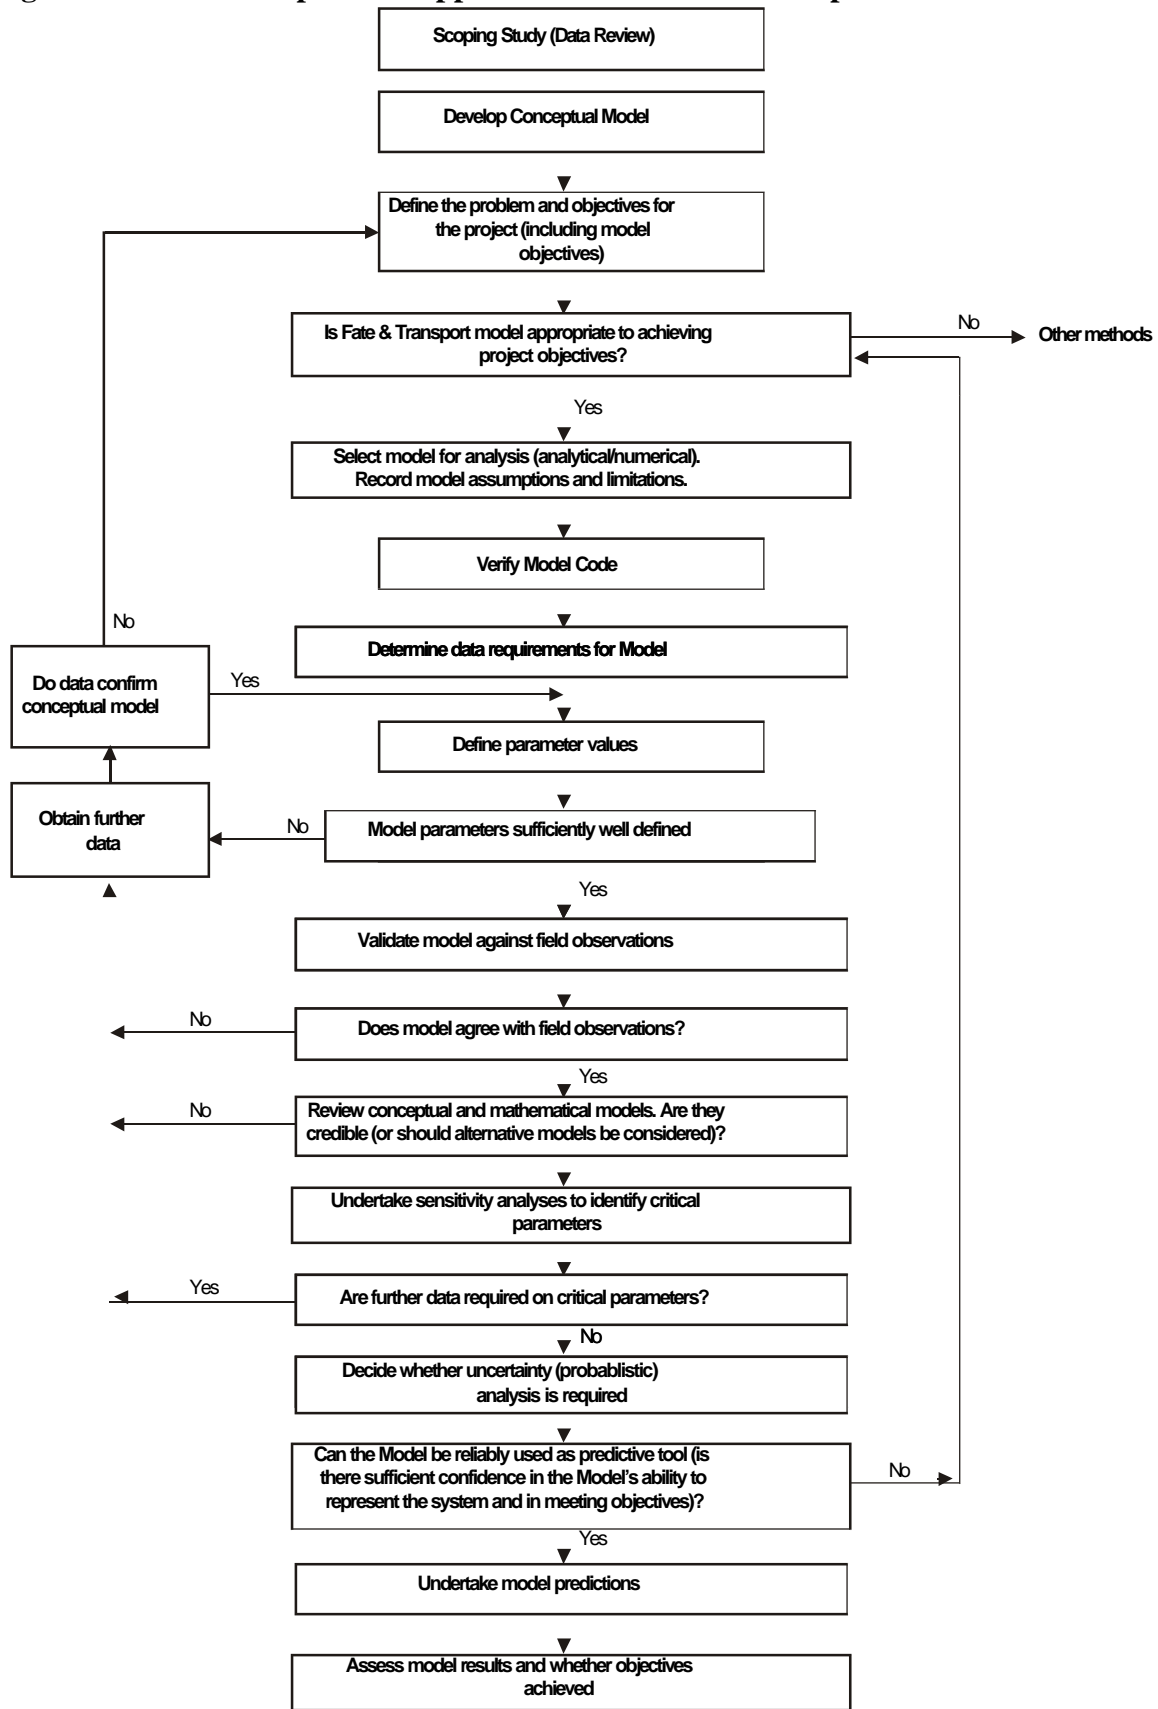 Scoping Study (Data Review)
Develop Conceptual Model
Define the problem and objectives for
the project (including model
objectives)
Is Fate & Transport model appropriate to achieving
project objectives?
No
Other methods
Yes
Select model for analysis (analytical/numerical).
Record model assumptions and limitations.
Verify Model Code
No
Determine data requirements for Model
Do data confirm
conceptual model
Yes
Define parameter values
Obtain further
data
No
Model parameters sufficiently well defined
Yes
Validate model against field observations
No
Does model agree with field observations?
Yes
No
Review conceptual and mathematical models. Are they
credible (or should alternative models be considered)?
Undertake sensitivity analyses to identify critical
parameters
Yes
Are further data required on critical parameters?
No
Decide whether uncertainty (probablistic)
analysis is required
Can the Model be reliably used as predictive tool (is
there sufficient confidence in the Model's ability to
represent the system and in meeting objectives)?
No
Yes
Undertake model predictions
Assess model results and whether objectives
achieved